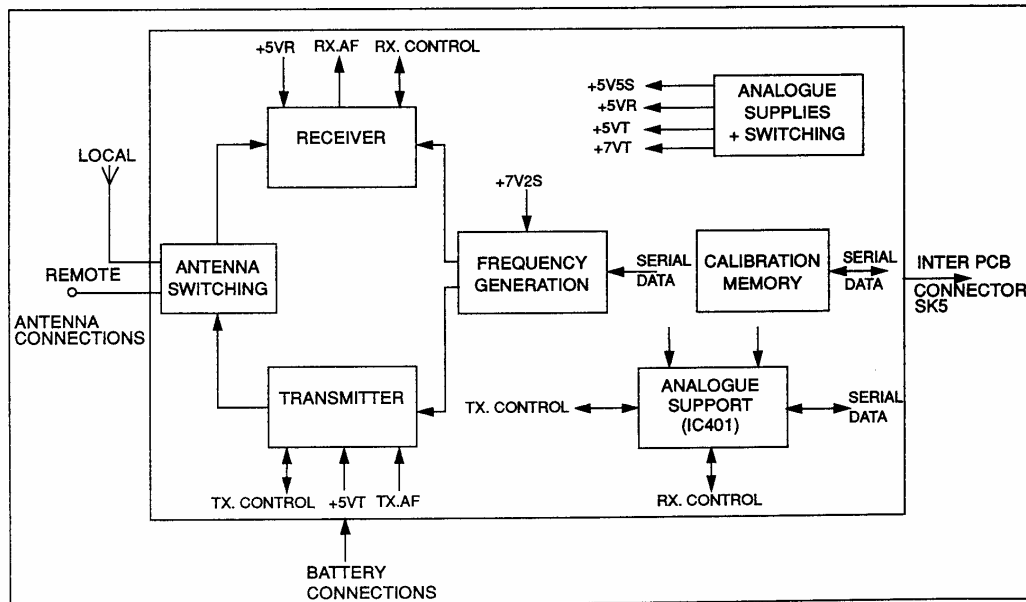 +5VR
RX.AF
RX. CONTROL
RECEIVER
+5V5S
+5VR
+5VT
+7VT
ANALOGUE
SUPPLIES
+ SWITCHING
LOCAL
REMOTE
ANTENNA
CONNECTIONS
ANTENNA
SWITCHING
+7V2S
FREQUENCY
GENERATION
SERIAL
DATA
CALIBRATION
MEMORY
SERIAL
DATA
INTER PCB
CONNECTOR
SK5
TRANSMITTER
TX. CONTROL
+5VT
TX.AF
BATTERY
CONNECTIONS
TX. CONTROL
ANALOGUE
SUPPORT
(IC401)
SERIAL
DATA
RX. CONTROL